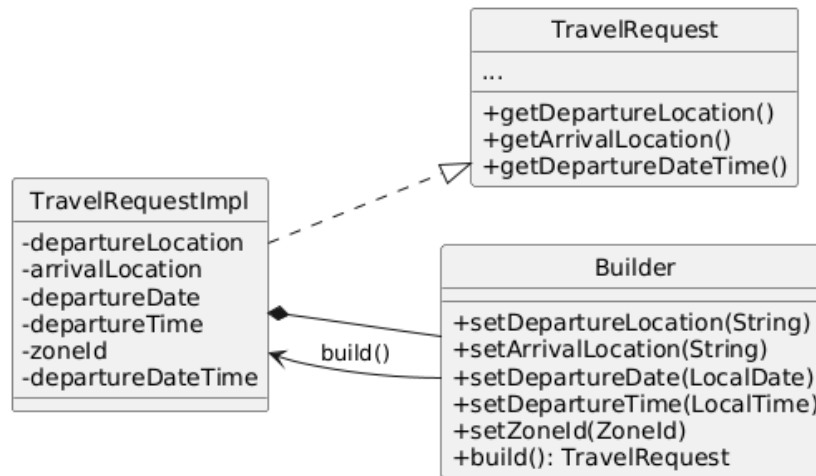 TravelRequest
...
+getDepartureLocation()
+getArrivalLocation()
+getDepartureDateTime()
TravelRequestImpl
-departureLocation
-arrivalLocation
-departureDate
-departureTime
-zoneId
-departureDateTime
build()
Builder
+setDepartureLocation(String)
+setArrivalLocation(String)
+setDepartureDate(LocalDate)
+setDepartureTime(LocalTime)
+setZoneId(ZoneId)
+build(): TravelRequest